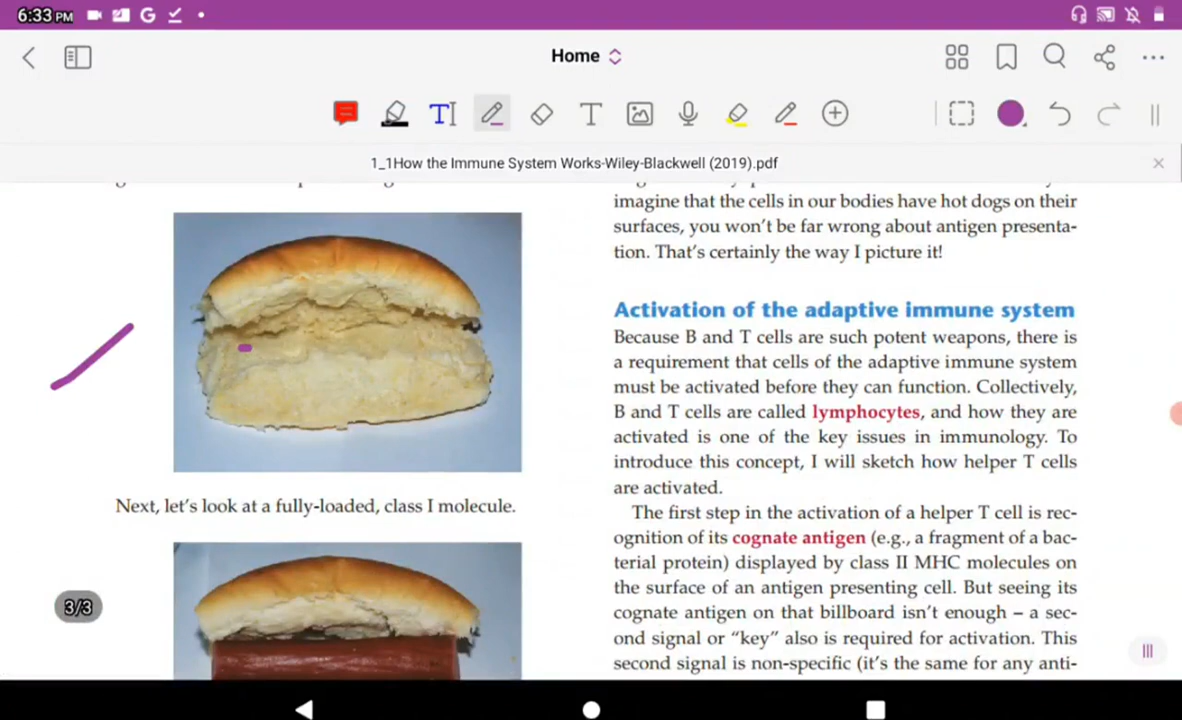 6:33 PM
Home
1_1How the Immune System Works-Wiley-Blackwell (2019).pdf
Next, let's look at a fully-loaded, class I molecule.
3/3
imagine that the cells in our bodies have hot dogs on their
surfaces, you won't be far wrong about antigen presenta-
tion. That's certainly the way I picture it!
Activation of the adaptive immune system
Because B and T cells are such potent weapons, there is
a requirement that cells of the adaptive immune system
must be activated before they can function. Collectively,
B and T cells are called lymphocytes, and how they are
activated is one of the key issues in immunology. To
introduce this concept, I will sketch how helper T cells
are activated.
The first step in the activation of a helper T cell is rec-
ognition of its cognate antigen (e.g., a fragment of a bac-
terial protein) displayed by class II MHC molecules on
the surface of an antigen presenting cell. But seeing its
cognate antigen on that billboard isn't enough – a sec-
ond signal or "key" also is required for activation. This
second signal is non-specific (it's the same for any anti-